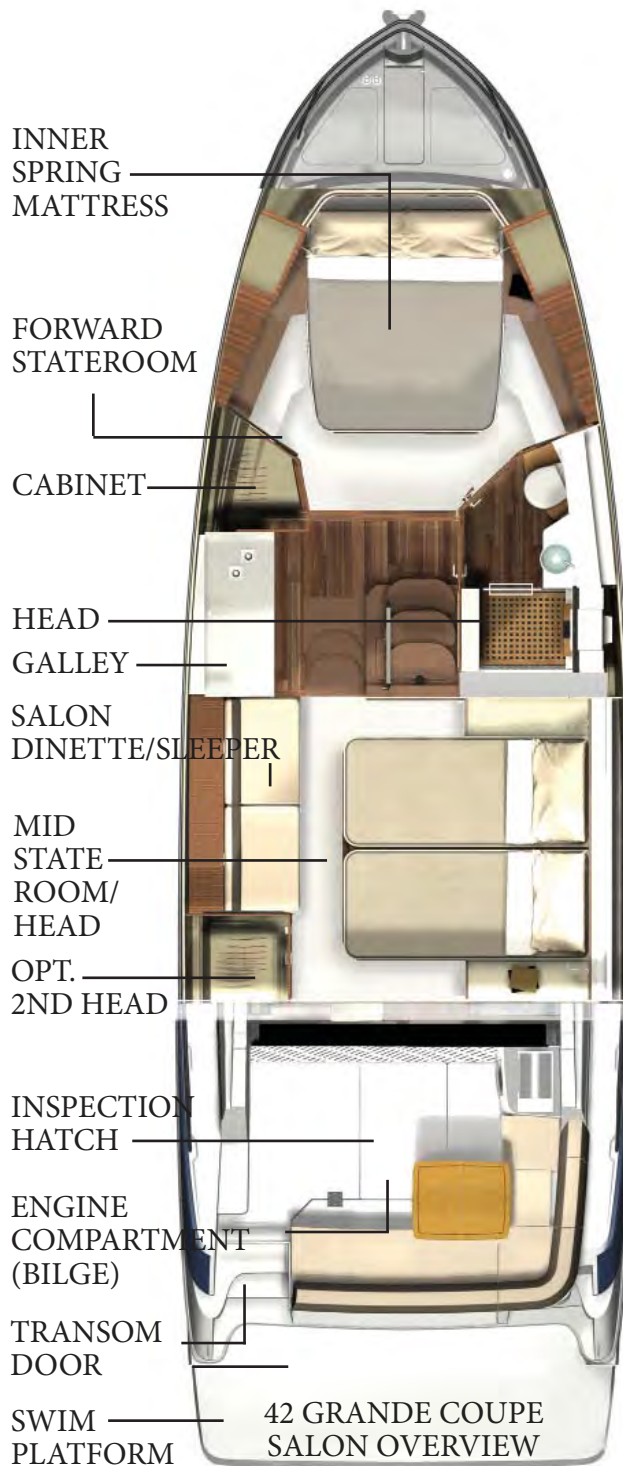 INNER
SPRING
MATTRESS
FORWARD
STATEROOM
CABINET
HEAD
GALLEY
SALON
DINETTE/SLEEPER
MID
STATE
ROOM/
HEAD
OPT.
2ND HEAD
INSPECTION
HATCH
ENGINE
COMPARTMENT
(BILGE)
TRANSOM
DOOR
SWIM
PLATFORM
42 GRANDE COUPE
SALON OVERVIEW